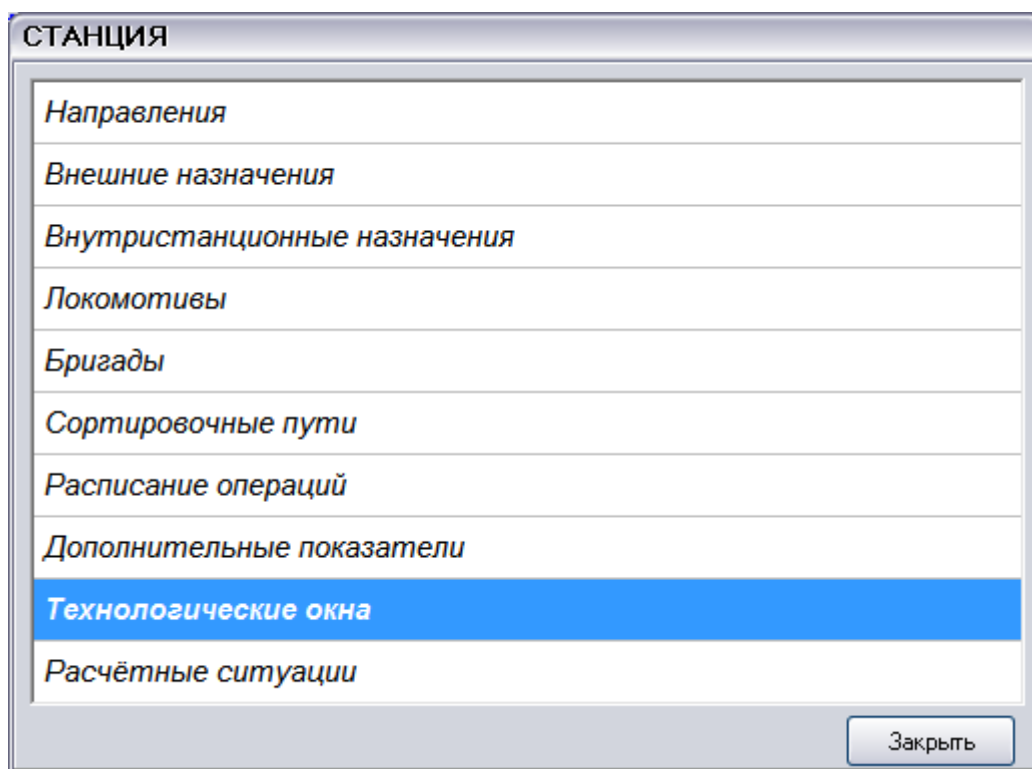 СТАНЦИЯ
Направления
Внешние назначения
Внутристанционные назначения
Локомотивы
Бригады
Сортировочные пути
Расписание операций
Дополнительные показатели
Технологические окна
Расчётные ситуации
Закрыть